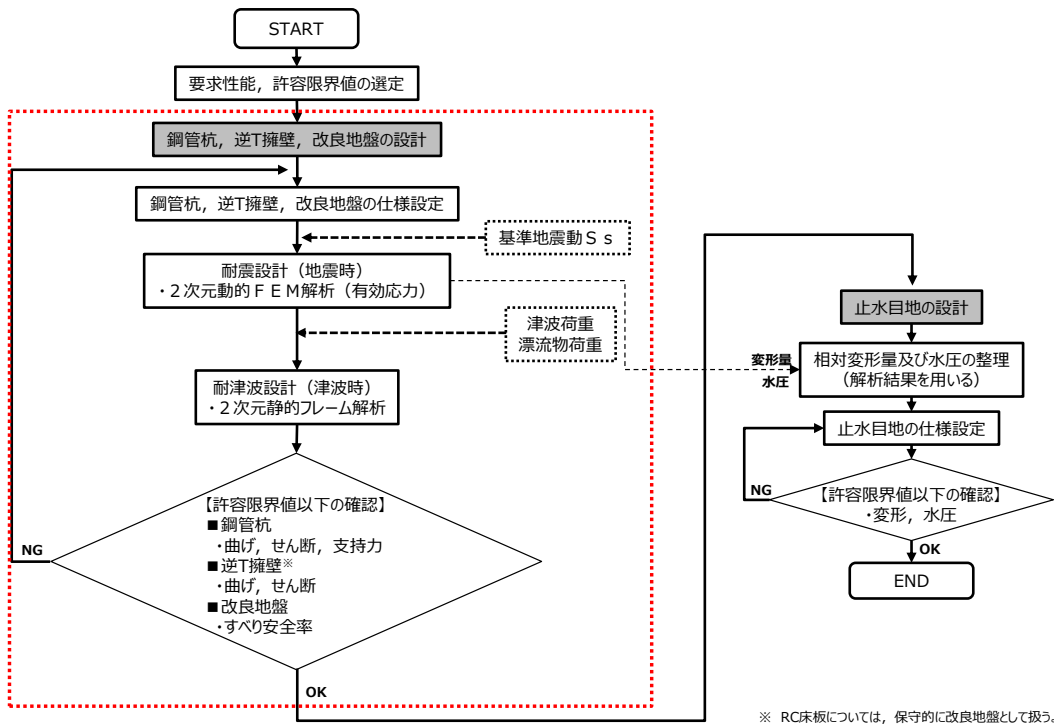 START
要求性能，許容限界値の選定
鋼管杭，逆T擁壁，改良地盤の設計
鋼管杭，逆T擁壁，改良地盤の仕様設定
基準地震動Ｓｓ
耐震設計（地震時）
・２次元動的ＦＥＭ解析（有効応力）
津波荷重
漂流物荷重
耐津波設計（津波時）
・２次元静的フレーム解析
【許容限界値以下の確認】
■鋼管杭
・曲げ，せん断，支持力
■逆T擁壁※
・曲げ，せん断
■改良地盤
・すべり安全率
NG
OK
止水目地の設計
変形量
水圧
相対変形量及び水圧の整理
（解析結果を用いる）
止水目地の仕様設定
【許容限界値以下の確認】
・変形，水圧
NG
OK
END
※ RC床板については，保守的に改良地盤として扱う。